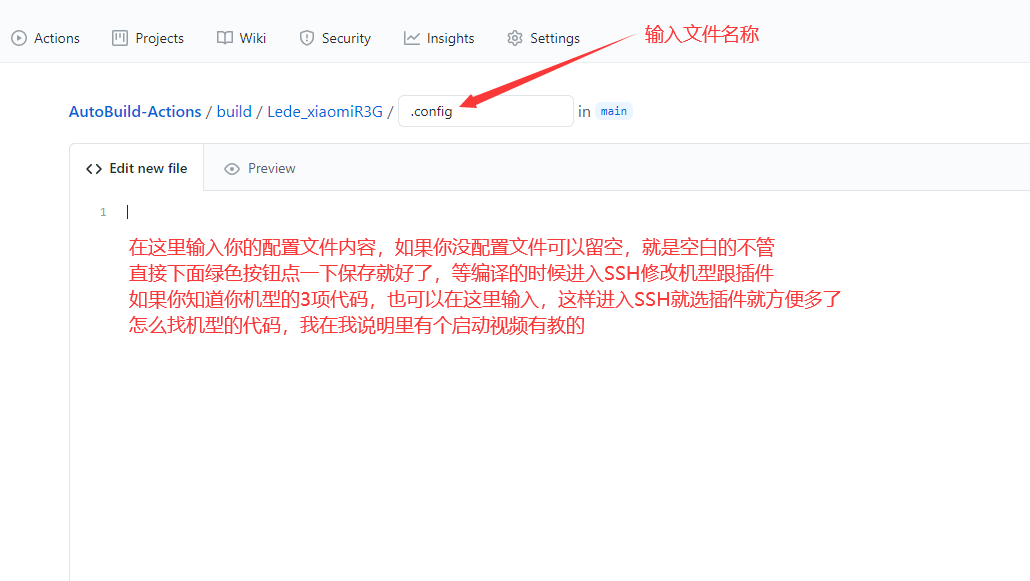 Actions Projects Wiki Security Insights Settings
输入文件名称
AutoBuild-Actions / build / Lede_xiaomiR3G / .config in main
Edit new file Preview
1
在这里输入你的配置文件内容，如果你没配置文件可以留空，就是空白的不管
直接下面绿色按钮点一下保存就好了，等编译的时候进入SSH修改机型跟插件
如果你知道你机型的3项代码，也可以在这里输入，这样进入SSH就选插件就方便多了
怎么找机型的代码，我在我说明里有个启动视频有教的